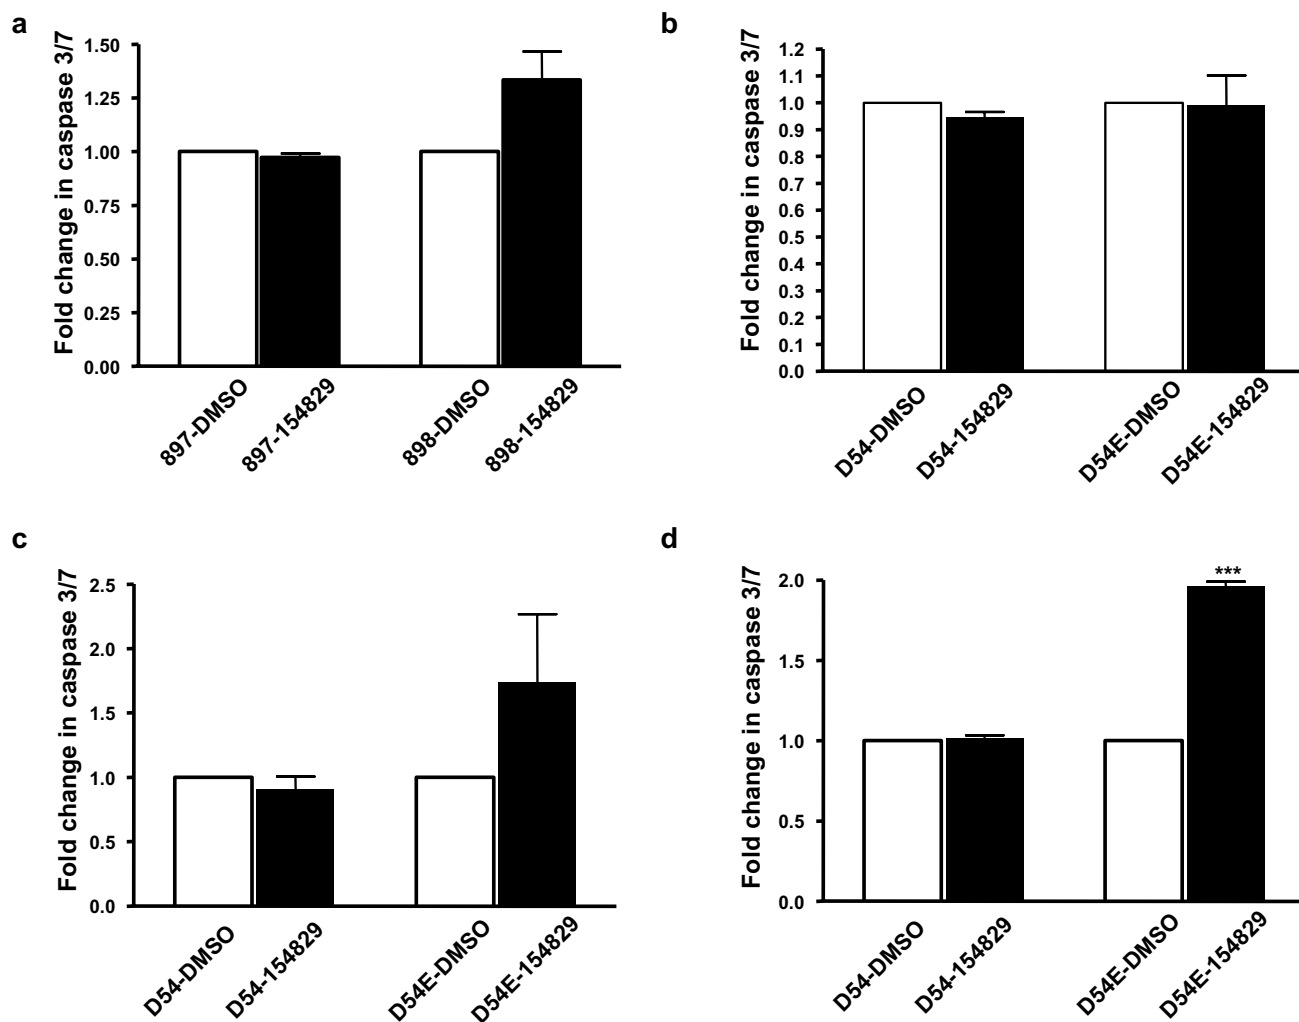 a
Fold change in caspase 3/7
1.50
1.25
1.00
0.75
0.50
0.25
0.00
897-DMSO
897-154829
898-DMSO
898-154829
b
Fold change in caspase 3/7
1.2
1.1
1.0
0.9
0.8
0.7
0.6
0.5
0.4
0.3
0.2
0.1
0.0
D54-DMSO
D54-154829
D54E-DMSO
D54E-154829
c
Fold change in caspase 3/7
2.5
2.0
1.5
1.0
0.5
0.0
D54-DMSO
D54-154829
D54E-DMSO
D54E-154829
d
Fold change in caspase 3/7
2.0
1.5
1.0
0.5
0.0
***
D54-DMSO
D54-154829
D54E-DMSO
D54E-154829